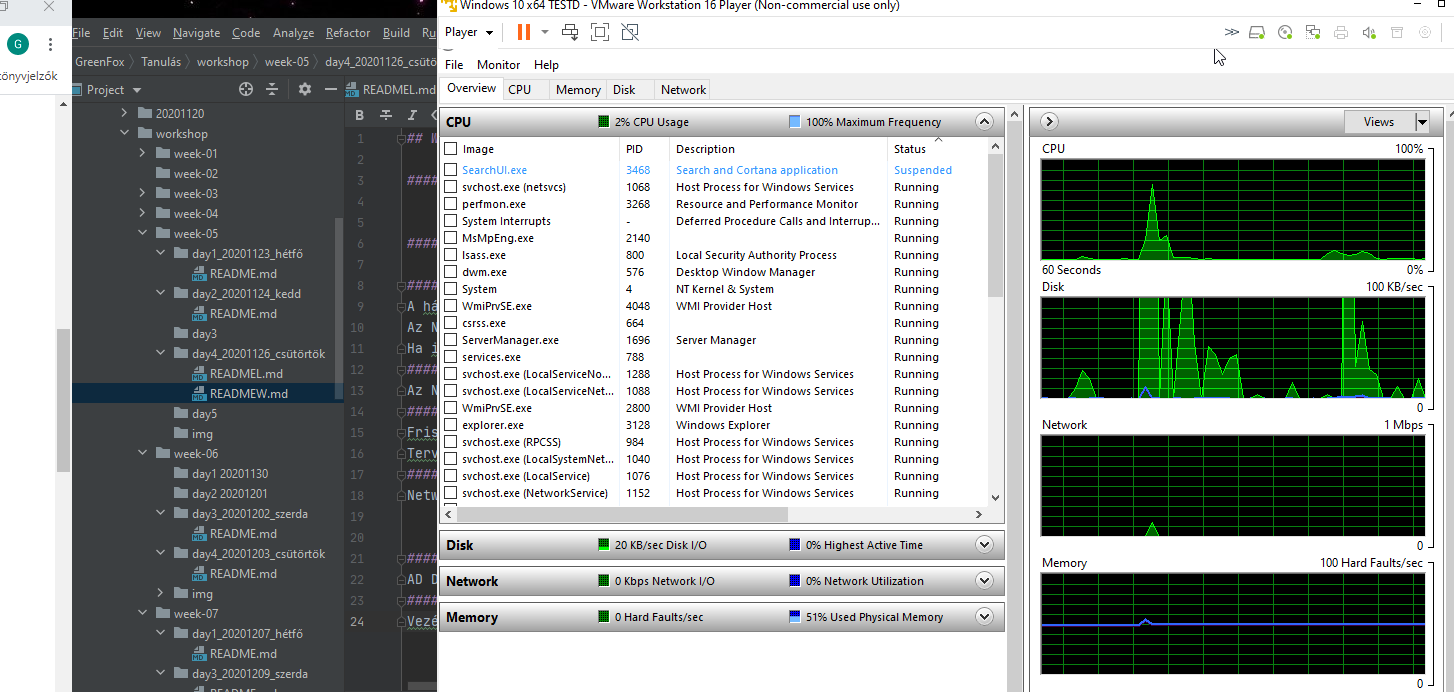 G
önyvjelzők
File Edit View Navigate Code Analyze Refactor Build Ru
GreenFox Tanulás workshop week-05 day4_20201126_csütö
Project
READMEL.md
B I
20201120
workshop
week-01
week-02
week-03
week-04
week-05
day1_20201123_hétfő
README.md
day2_20201124_kedd
README.md
day3
day4_20201126_csütörtök
READMEL.md
READMEW.md
day5
img
week-06
day1 20201130
day2 20201201
day3_20201202_szerda
README.md
day4_20201203_csütörtök
README.md
img
week-07
day1_20201207_hétfő
README.md
day3_20201209_szerda
README.md
1 ##
2
3 ####
4
5
6 ####
7
8 ####
9 A há
10 Az N
11 Ha i
12 ####
13 Az N
14 ####
15 Fris
16 Terv
17 ####
18 Netw
19
20
21 ####
22 AD D
23 ####
24 Vezé
Windows 10 x64 TESTD - VMware Workstation 16 Player (Non-commercial use only)
Player
File Monitor Help
Overview CPU Memory Disk Network
CPU 2% CPU Usage 100% Maximum Frequency
Image PID Description Status
SearchUI.exe 3468 Search and Cortana application Suspended
svchost.exe (netsvcs) 1068 Host Process for Windows Services Running
perfmon.exe 3268 Resource and Performance Monitor Running
System Interrupts - Deferred Procedure Calls and Interrup... Running
MsMpEng.exe 2140 Running
lsass.exe 800 Local Security Authority Process Running
dwm.exe 576 Desktop Window Manager Running
System 4 NT Kernel & System Running
WmiPrvSE.exe 4048 WMI Provider Host Running
csrss.exe 664 Running
ServerManager.exe 1696 Server Manager Running
services.exe 788 Running
svchost.exe (LocalServiceNo... 1288 Host Process for Windows Services Running
svchost.exe (LocalServiceNet... 1088 Host Process for Windows Services Running
WmiPrvSE.exe 2800 WMI Provider Host Running
explorer.exe 3128 Windows Explorer Running
svchost.exe (RPCSS) 984 Host Process for Windows Services Running
svchost.exe (LocalSystemNet... 1040 Host Process for Windows Services Running
svchost.exe (LocalService) 1076 Host Process for Windows Services Running
svchost.exe (NetworkService) 1152 Host Process for Windows Services Running
Disk 20 KB/sec Disk I/O 0% Highest Active Time
Network 0 Kbps Network I/O 0% Network Utilization
Memory 0 Hard Faults/sec 51% Used Physical Memory
Views
CPU 100%
60 Seconds 0%
Disk 100 KB/sec
0
Network 1 Mbps
0
Memory 100 Hard Faults/sec
0